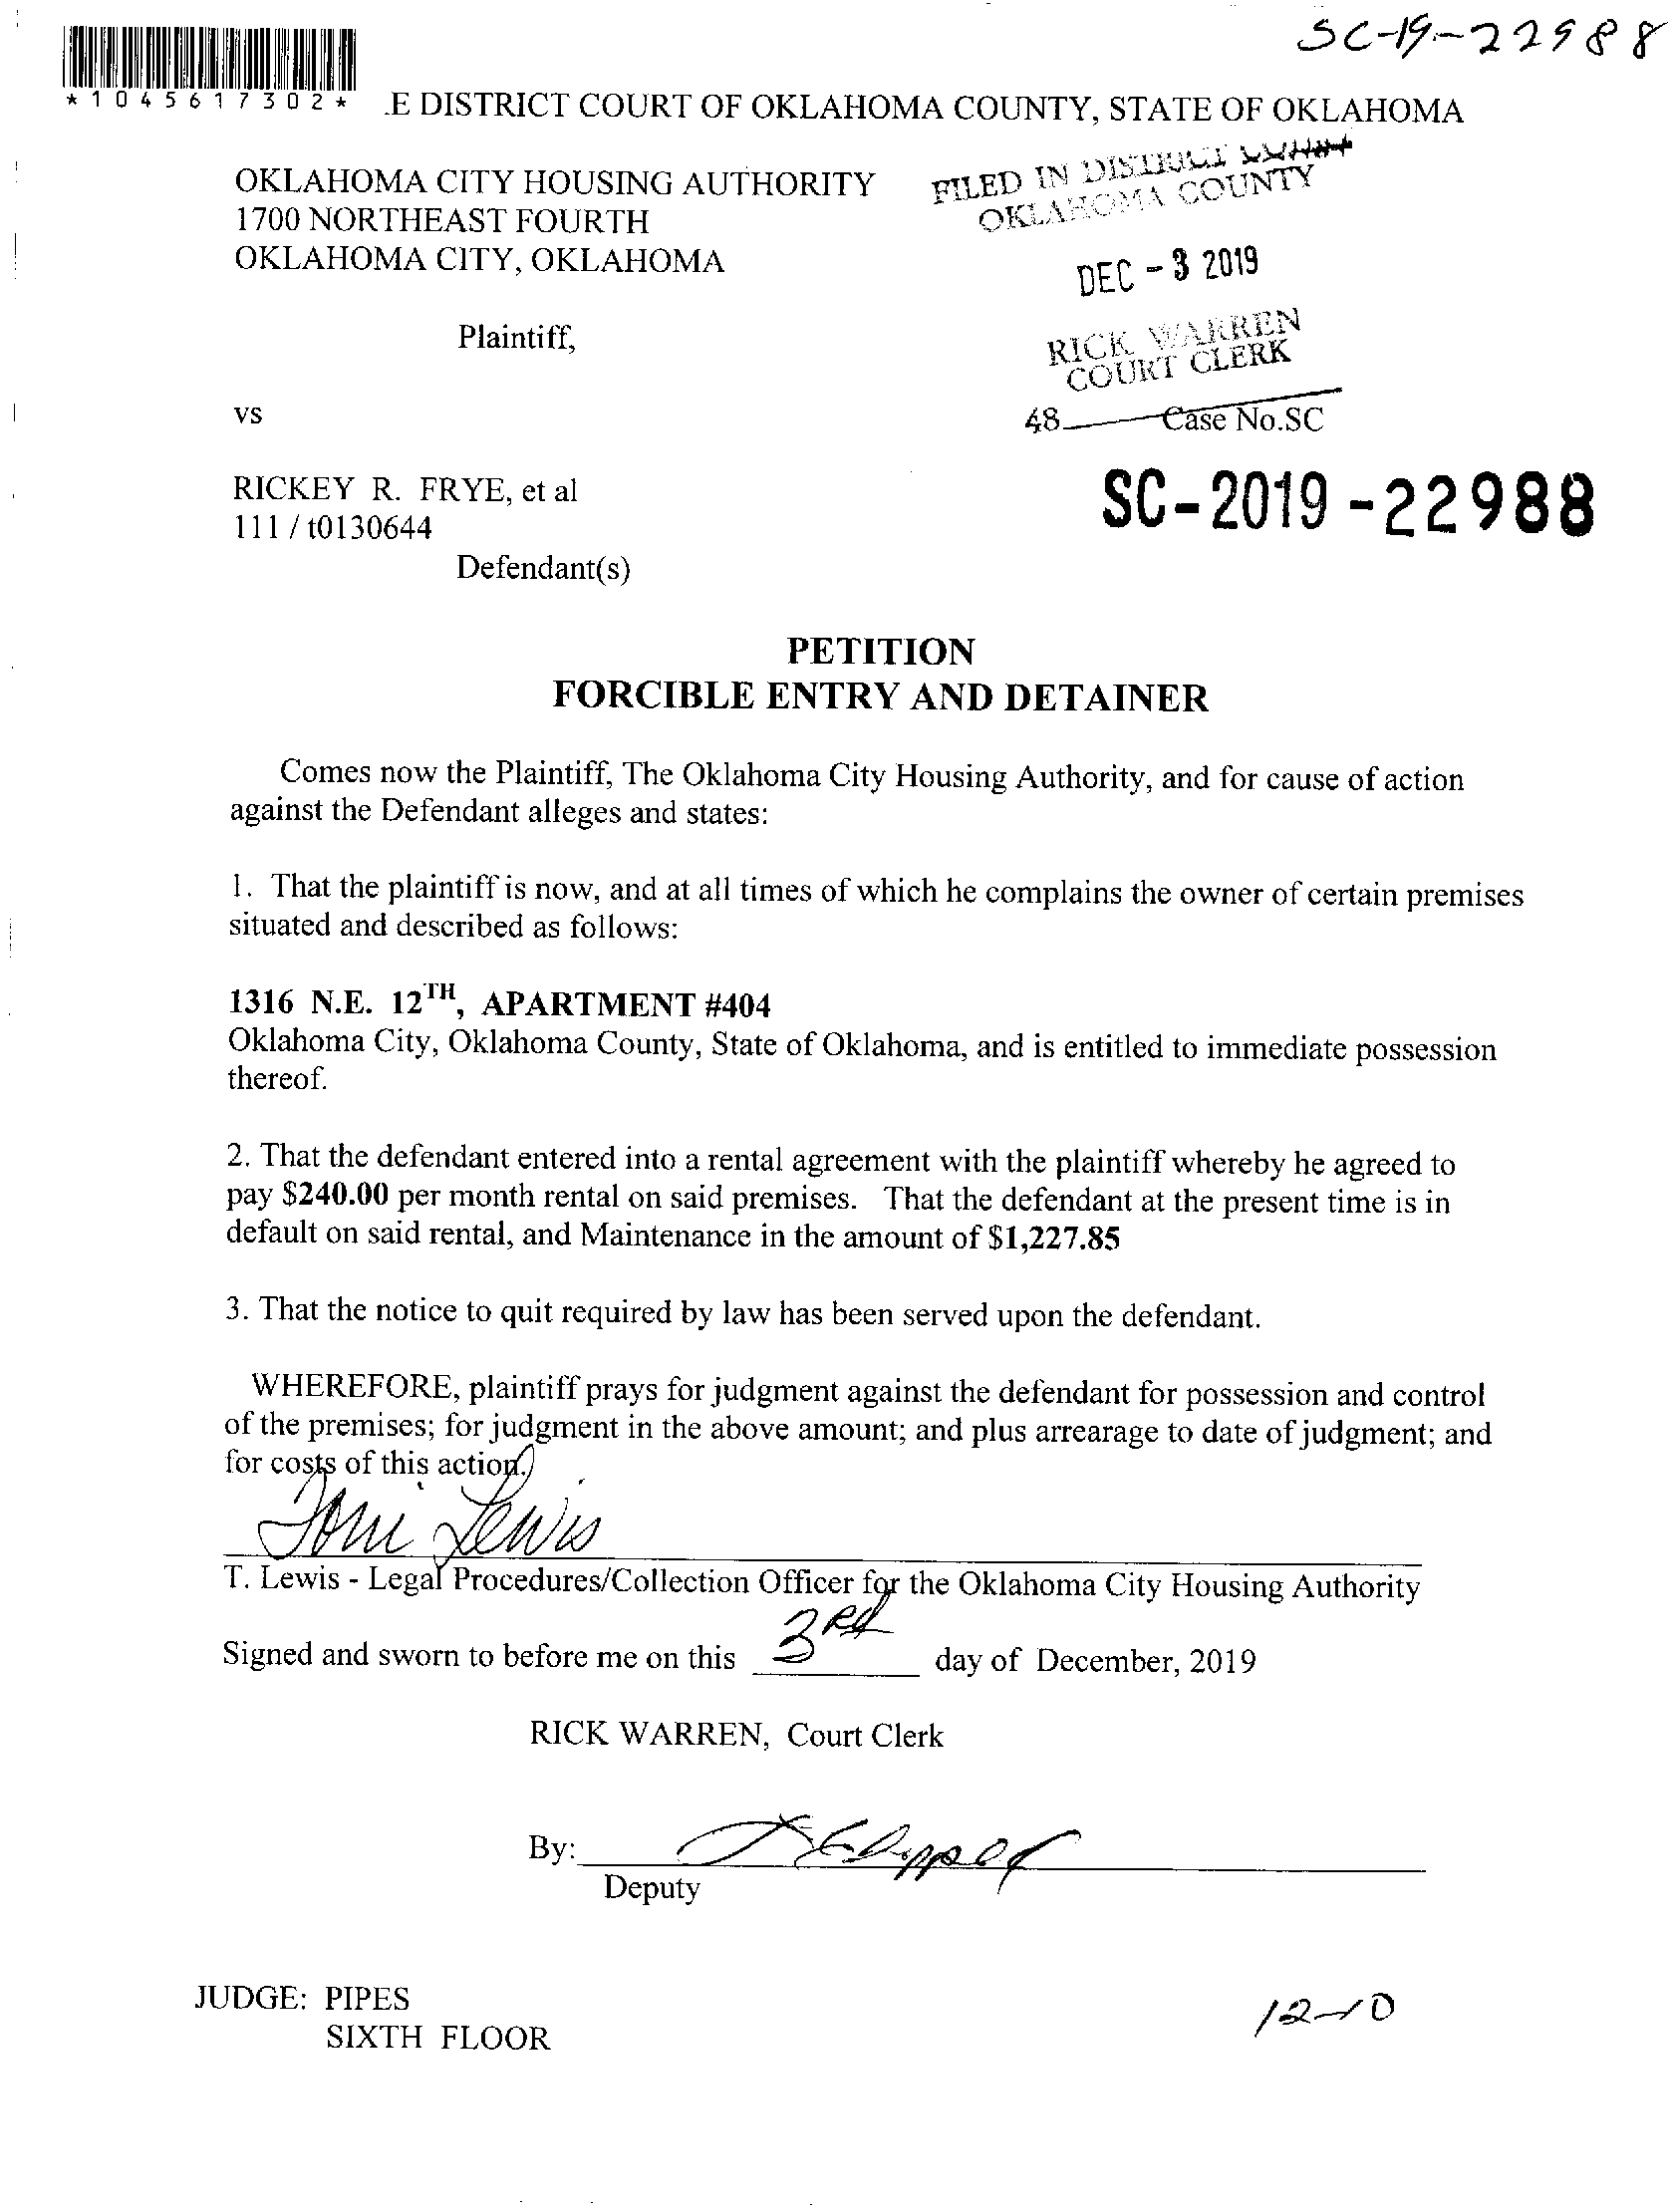 SC-19-22988
*1045617302*
.E DISTRICT COURT OF OKLAHOMA COUNTY, STATE OF OKLAHOMA
OKLAHOMA CITY HOUSING AUTHORITY
1700 NORTHEAST FOURTH
OKLAHOMA CITY, OKLAHOMA
FILED IN DISTRICT COURT
OKLAHOMA COUNTY
DEC - 3 2019
Plaintiff,
RICK WARREN
COURT CLERK
vs
48 Case No.SC
RICKEY R. FRYE, et al
SC-2019-22988
111 / t0130644
Defendant(s)
PETITION
FORCIBLE ENTRY AND DETAINER
Comes now the Plaintiff, The Oklahoma City Housing Authority, and for cause of action
against the Defendant alleges and states:
1. That the plaintiff is now, and at all times of which he complains the owner of certain premises
situated and described as follows:
1316 N.E. 12TH, APARTMENT #404
Oklahoma City, Oklahoma County, State of Oklahoma, and is entitled to immediate possession
thereof.
2. That the defendant entered into a rental agreement with the plaintiff whereby he agreed to
pay $240.00 per month rental on said premises. That the defendant at the present time is in
default on said rental, and Maintenance in the amount of $1,227.85
3. That the notice to quit required by law has been served upon the defendant.
WHEREFORE, plaintiff prays for judgment against the defendant for possession and control
of the premises; for judgment in the above amount; and plus arrearage to date of judgment; and
for costs of this action.
Toni Lewis
T. Lewis - Legal Procedures/Collection Officer for the Oklahoma City Housing Authority
Signed and sworn to before me on this 3rd day of December, 2019
RICK WARREN, Court Clerk
By:
Deputy
JUDGE: PIPES
SIXTH FLOOR
12-10